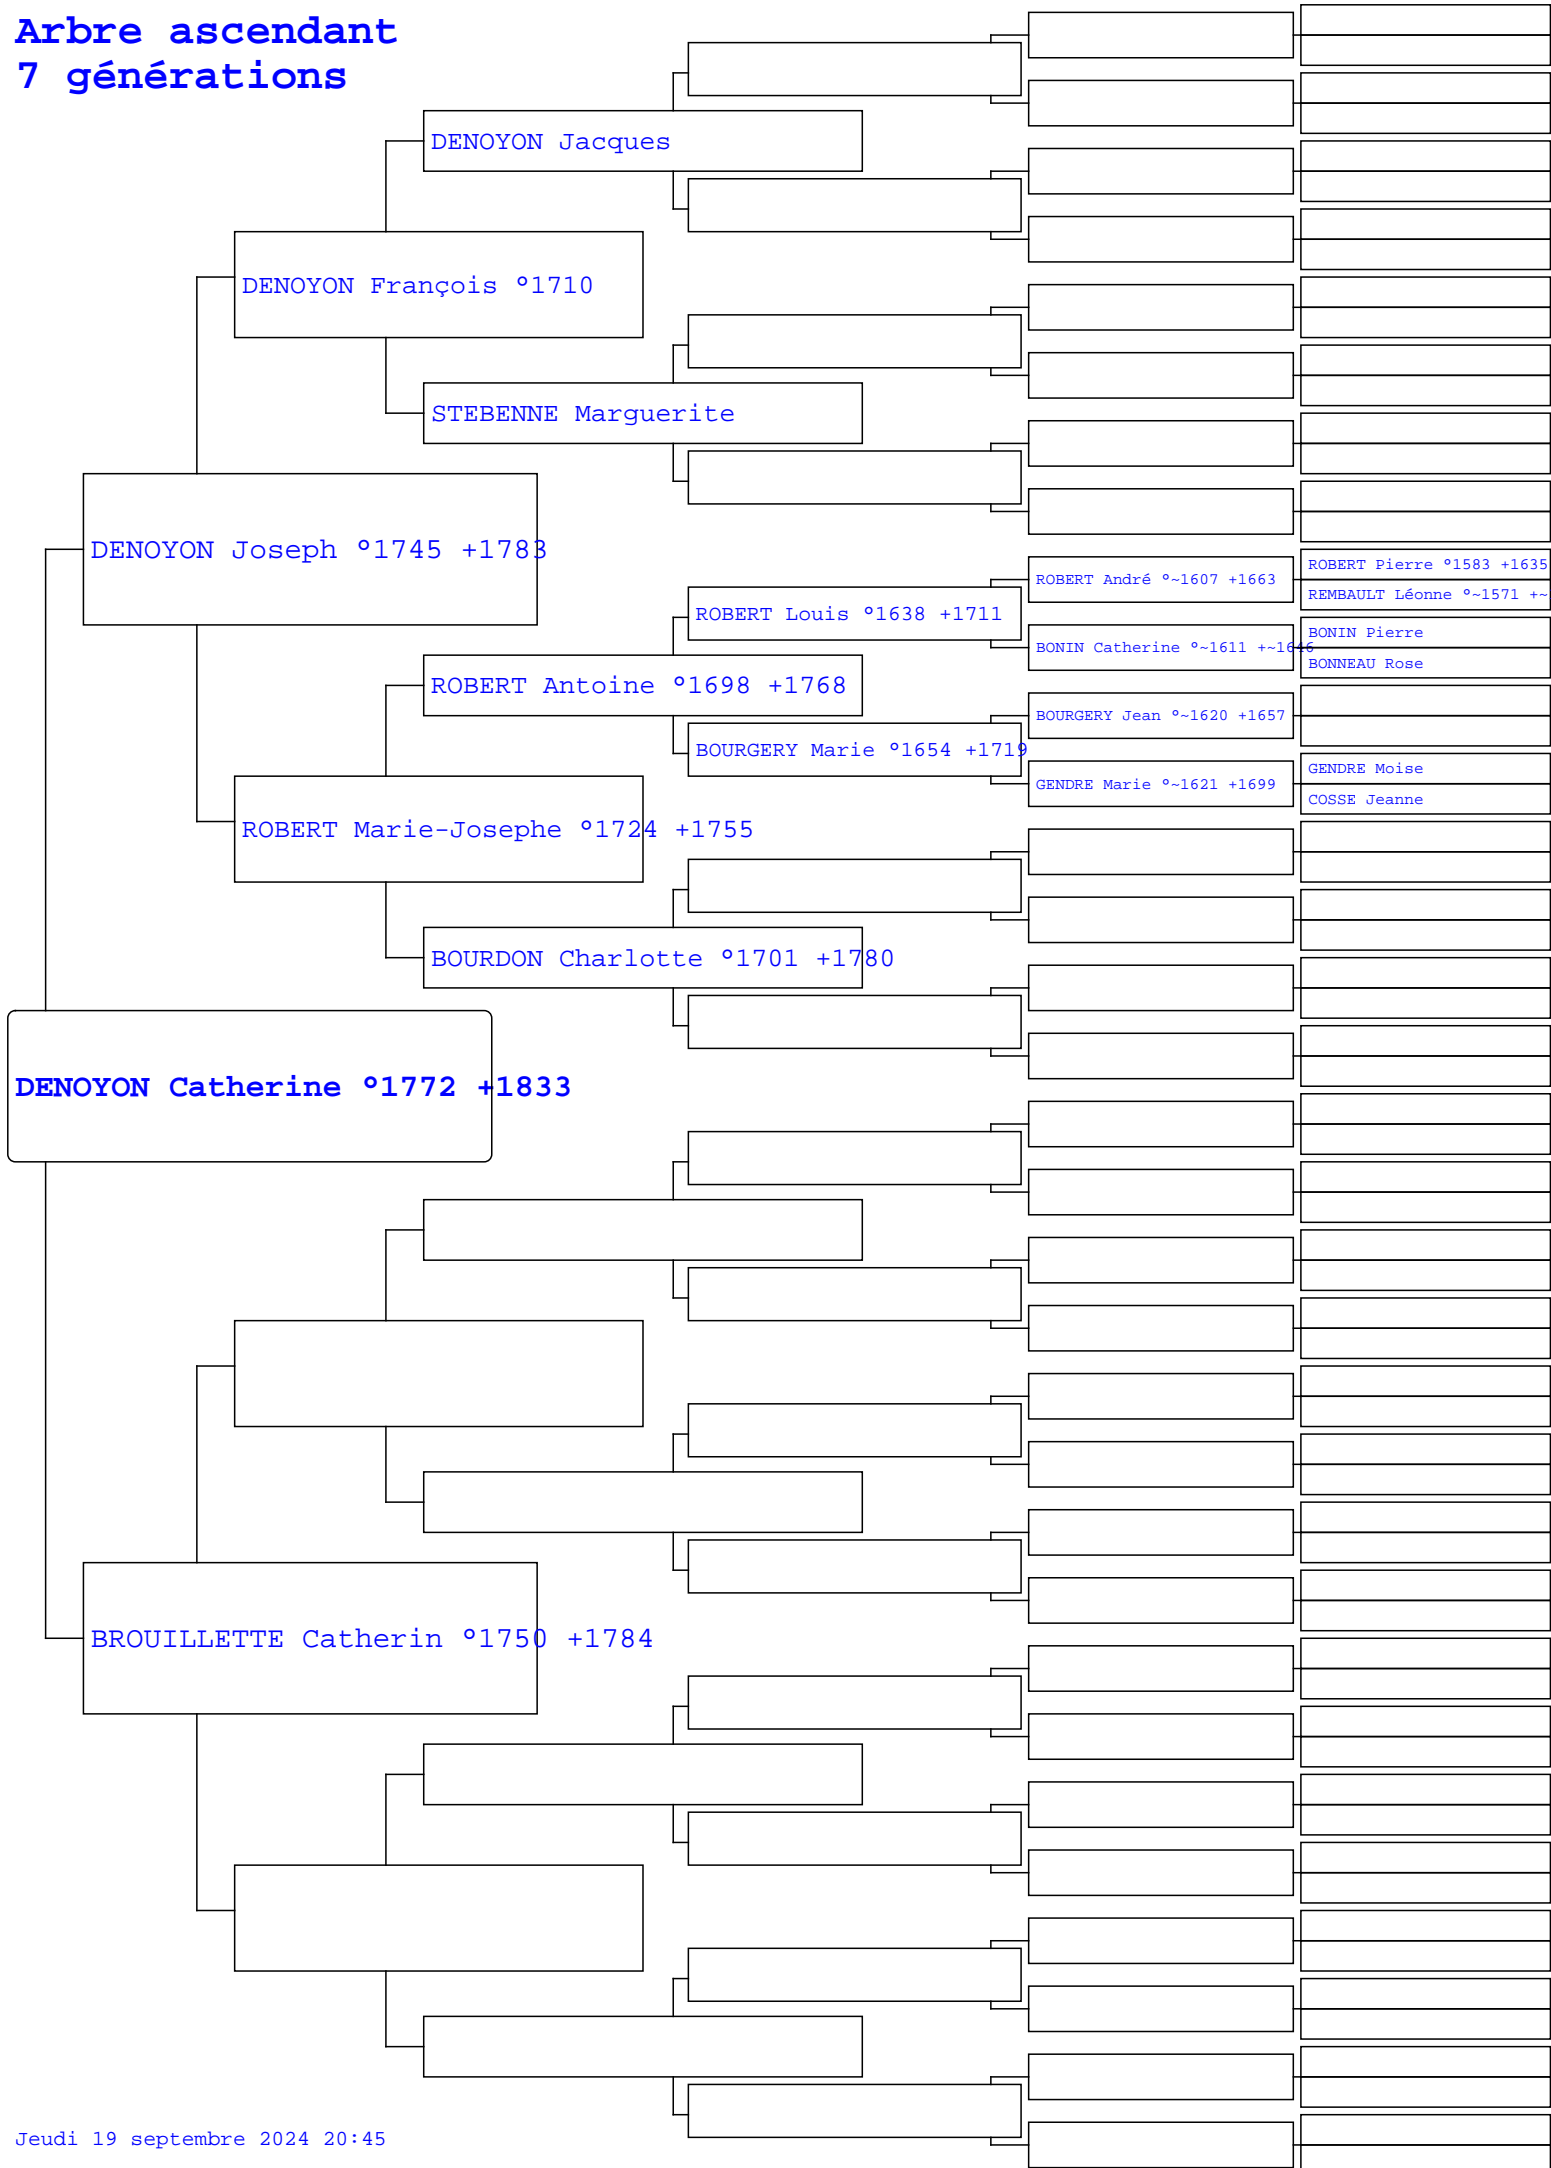 Arbre ascendant
7 générations
DENOYON Jacques
DENOYON François °1710
STEBENNE Marguerite
DENOYON Joseph °1745 +1783
ROBERT Pierre °1583 +1635
ROBERT André °~1607 +1663
REMBAULT Léonne °~1571 +~
ROBERT Louis °1638 +1711
BONIN Pierre
BONIN Catherine °~1611 +~1646
BONNEAU Rose
ROBERT Antoine °1698 +1768
BOURGERY Jean °~1620 +1657
BOURGERY Marie °1654 +1719
GENDRE Moise
GENDRE Marie °~1621 +1699
COSSE Jeanne
ROBERT Marie-Josephe °1724 +1755
BOURDON Charlotte °1701 +1780
DENOYON Catherine °1772 +1833
BROUILLETTE Catherin °1750 +1784
Jeudi 19 septembre 2024 20:45